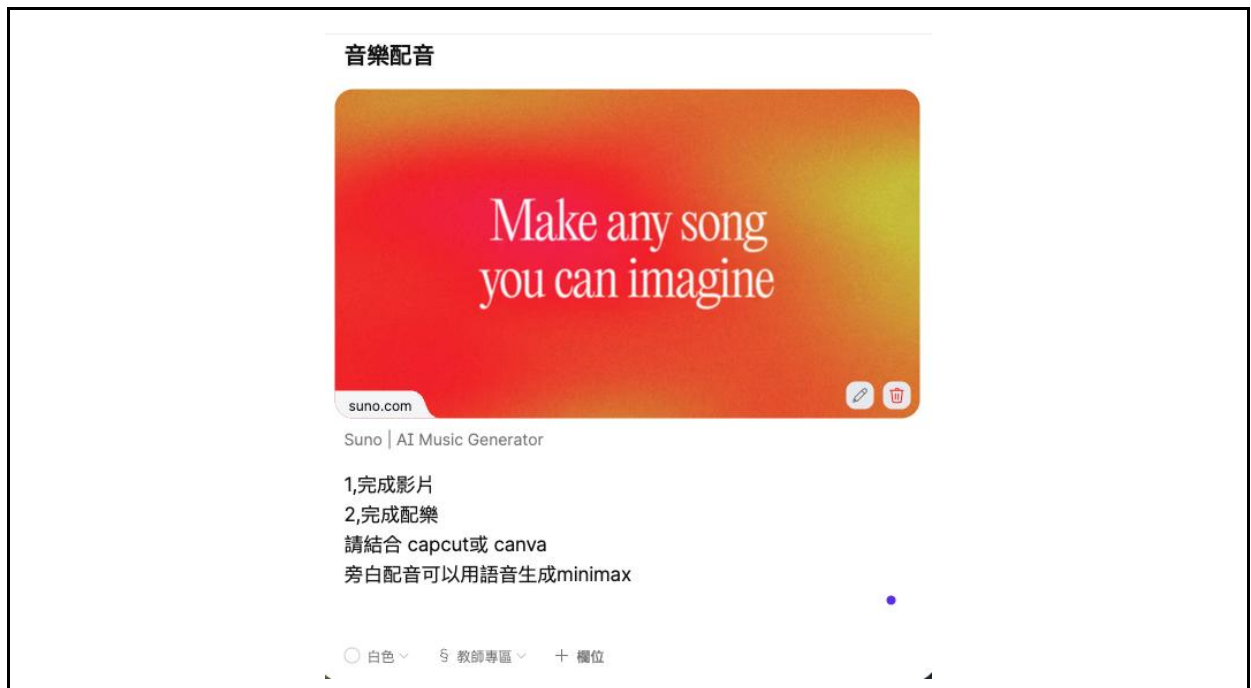 音樂配音
Make any song
you can imagine
suno.com
Suno | AI Music Generator
1,完成影片
2,完成配樂
請結合 capcut或 canva
旁白配音可以用語音生成minimax
白色 § 教師專區 + 欄位